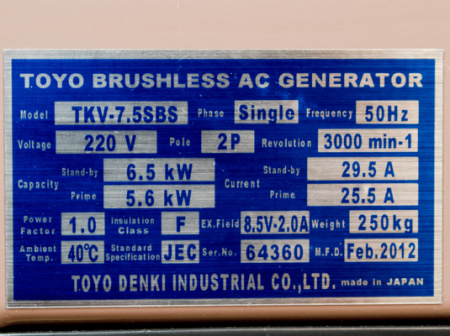 TOYO BRUSHLESS AC GENERATOR
Model TKV-7.5SBS Phase Single Frequency 50Hz
Voltage 220 V Pole 2P Revolution 3000 min-1
Capacity Stand-by 6.5 kW Current Stand-by 29.5 A
Prime 5.6 kW Prime 25.5 A
Power Factor 1.0 Insulation Class F EX.Field 8.5V-2.0A Weight 250kg
Ambient Temp. 40℃ Standard Specification JEC Ser.No. 64360 M.F.D. Feb.2012
TOYO DENKI INDUSTRIAL CO.,LTD. made in JAPAN